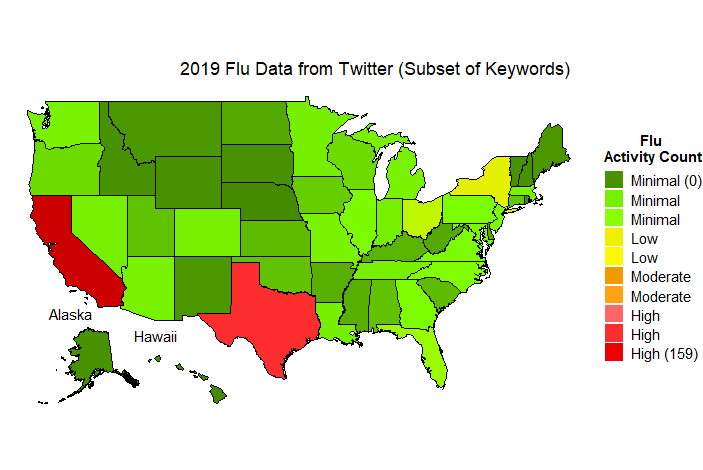 2019 Flu Data from Twitter (Subset of Keywords)
Flu
Activity Count
Minimal (0)
Minimal
Minimal
Low
Low
Moderate
Moderate
High
High
High (159)
Alaska
Hawaii